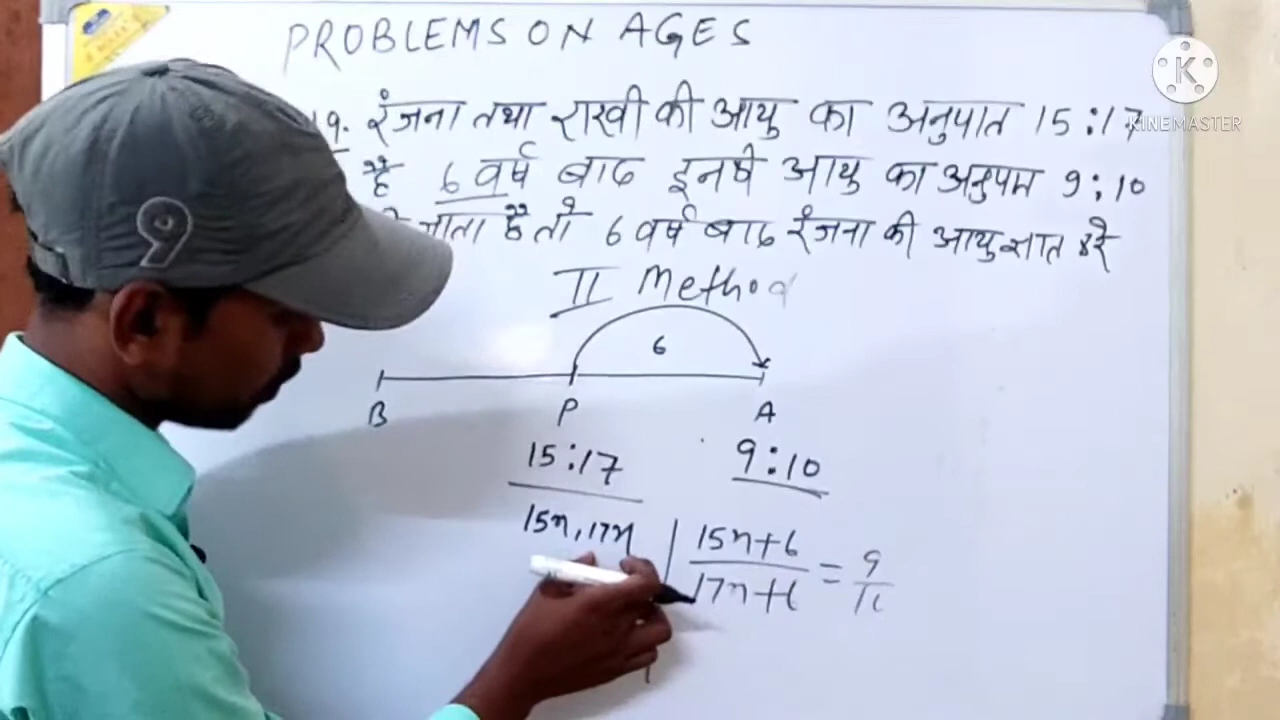 PROBLEMS ON AGES
K
KINEMASTER
19. रंजना तथा राखी की आयु का अनुपात 15:17
है 6 वर्ष बाद इनके आयु का अनुपात 9:10
जाता है तो 6 वर्ष बाद रंजना की आयु ज्ञात करें
II Method
6
B P A
15:17 9:10
15x, 17x
15x+6
17x+6
= 9
10
9